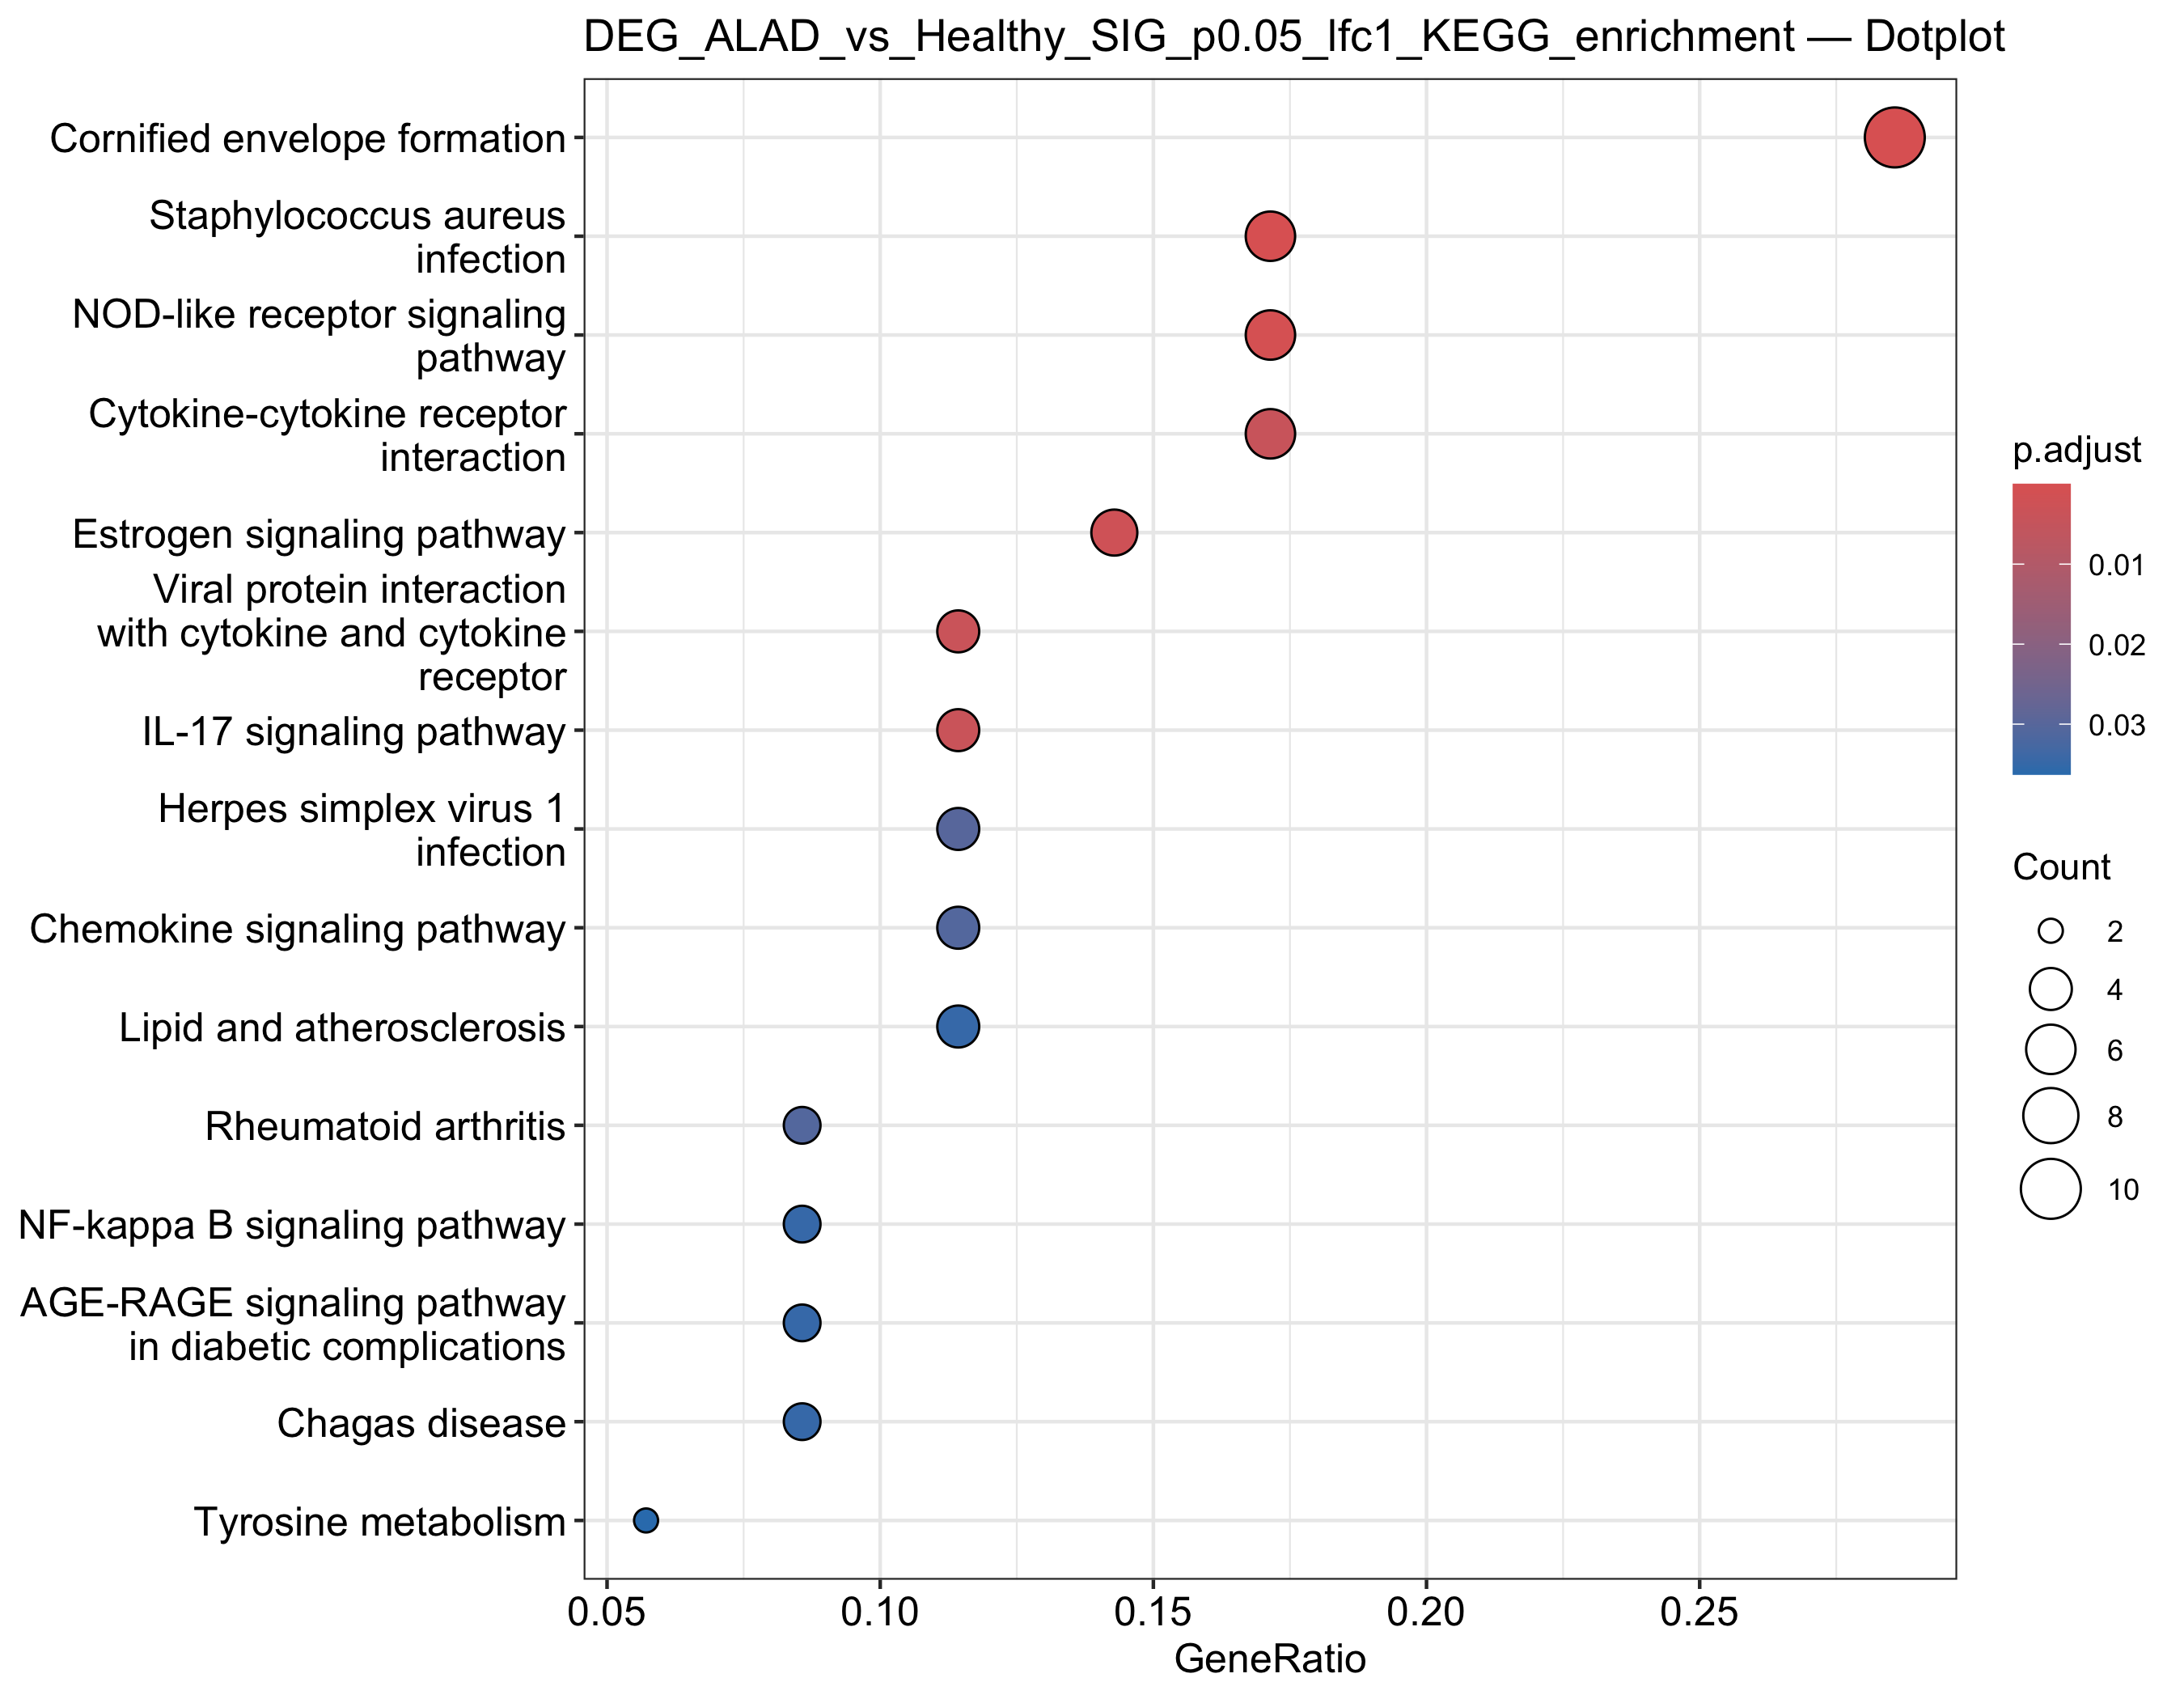 DEG_ALAD_vs_Healthy_SIG_p0.05_lfc1_KEGG_enrichment — Dotplot
Cornified envelope formation
Staphylococcus aureus
infection
NOD-like receptor signaling
pathway
Cytokine-cytokine receptor
interaction
Estrogen signaling pathway
Viral protein interaction
with cytokine and cytokine
receptor
IL-17 signaling pathway
Herpes simplex virus 1
infection
Chemokine signaling pathway
Lipid and atherosclerosis
Rheumatoid arthritis
NF-kappa B signaling pathway
AGE-RAGE signaling pathway
in diabetic complications
Chagas disease
Tyrosine metabolism
0.05 0.10 0.15 0.20 0.25
GeneRatio
p.adjust
0.01
0.02
0.03
Count
2
4
6
8
10